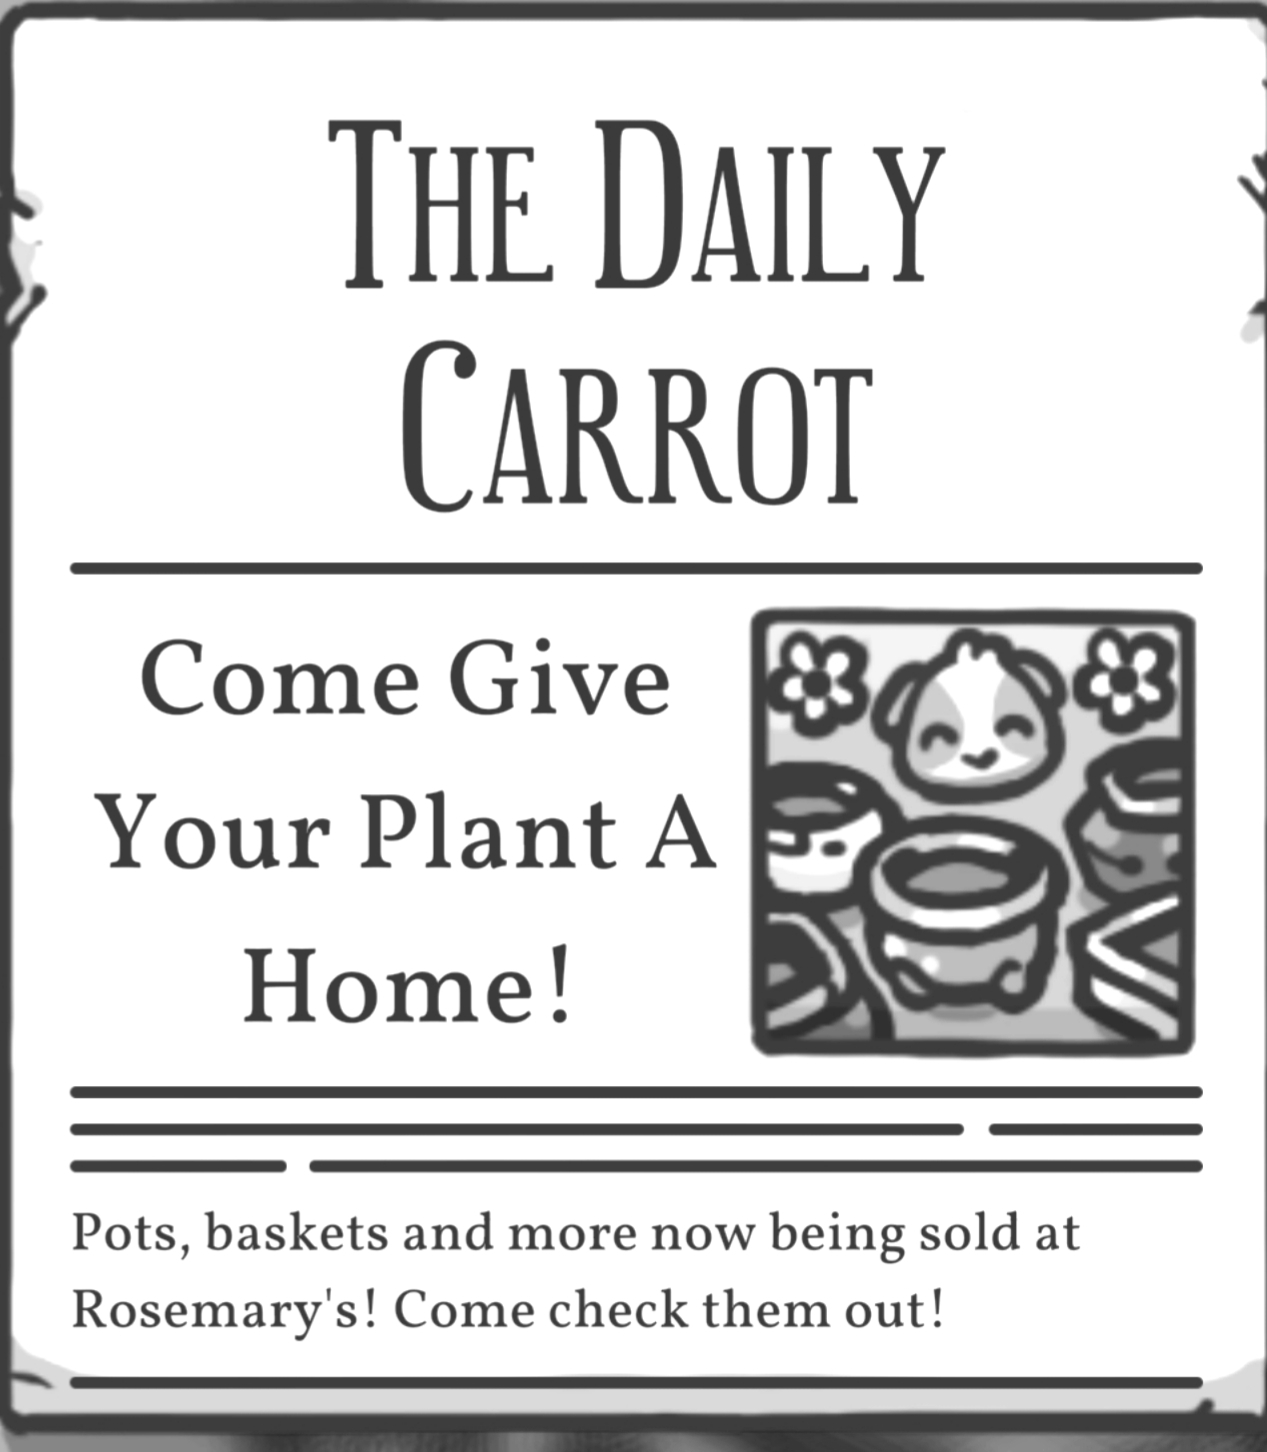 The Daily
Carrot
Come Give
Your Plant A
Home!
Pots, baskets and more now being sold at
Rosemary's! Come check them out!